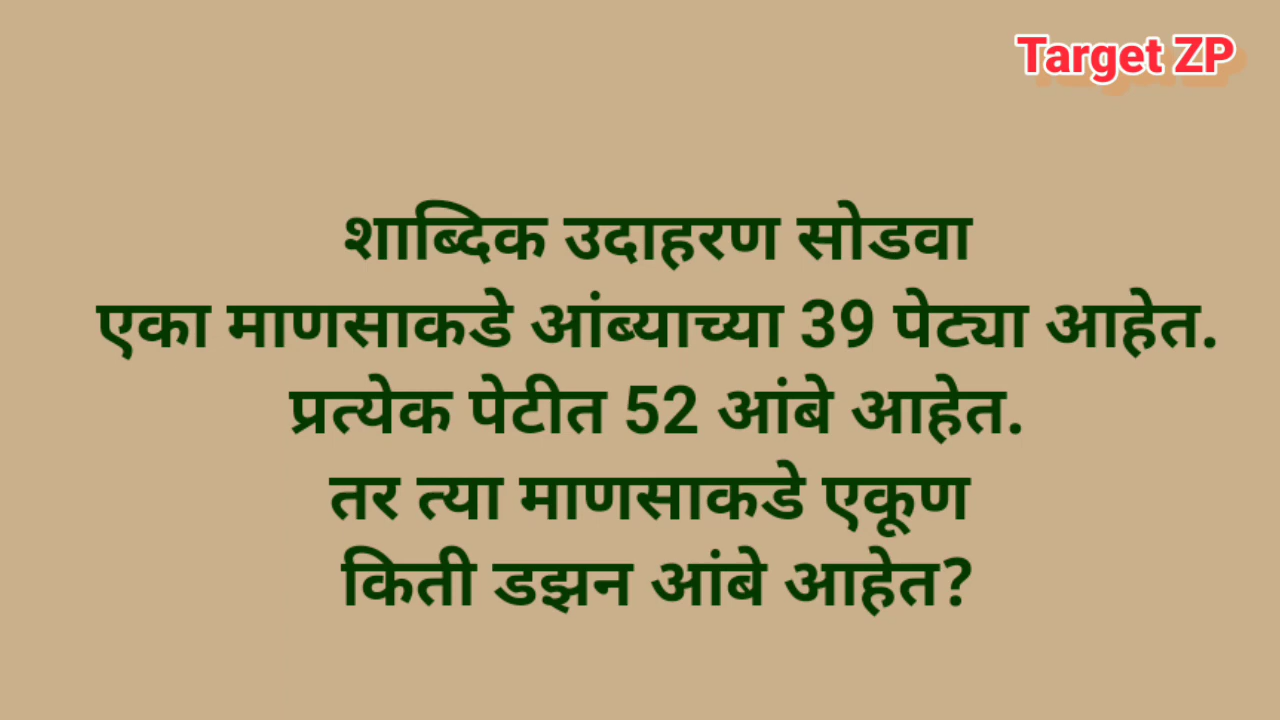 Target ZP
शाब्दिक उदाहरण सोडवा
एका माणसाकडे आंब्याच्या 39 पेट्या आहेत.
प्रत्येक पेटीत 52 आंबे आहेत.
तर त्या माणसाकडे एकूण
किती डझन आंबे आहेत?